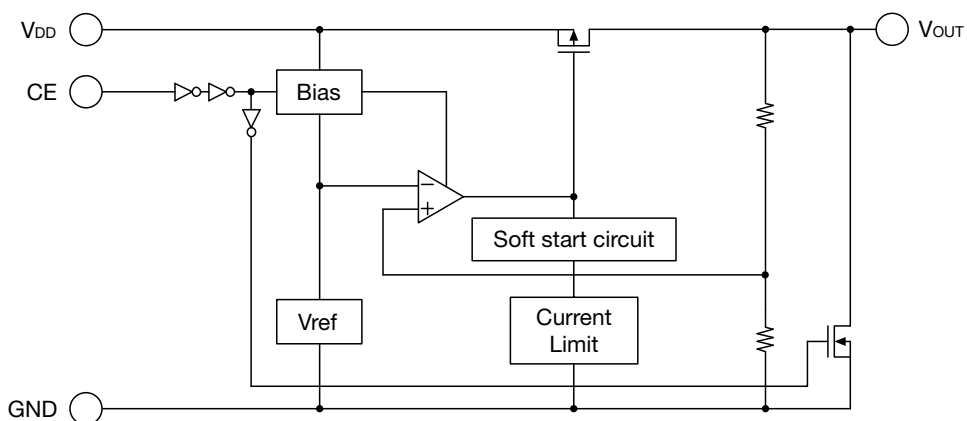 VDD
VOUT
CE
Bias
−
+
Soft start circuit
Vref
Current
Limit
GND